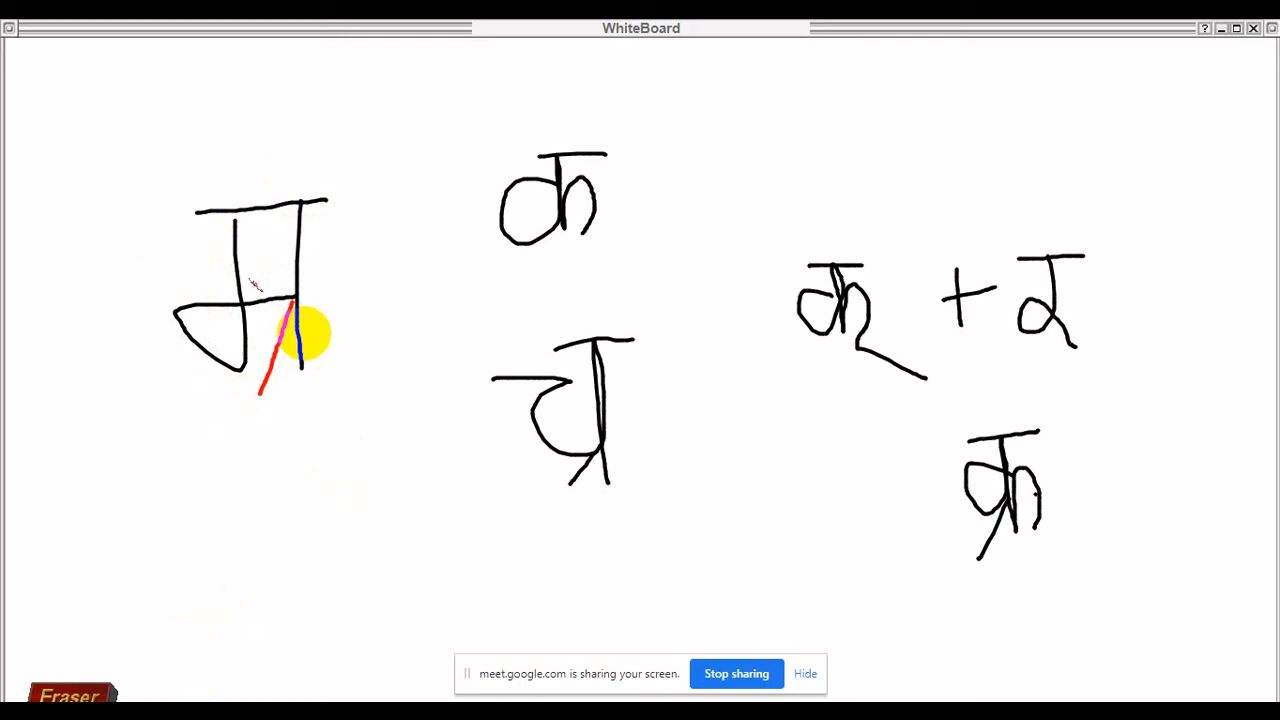 WhiteBoard
क
म्र
क् + र
च्र
क्र
meet.google.com is sharing your screen. Stop sharing Hide
Eraser